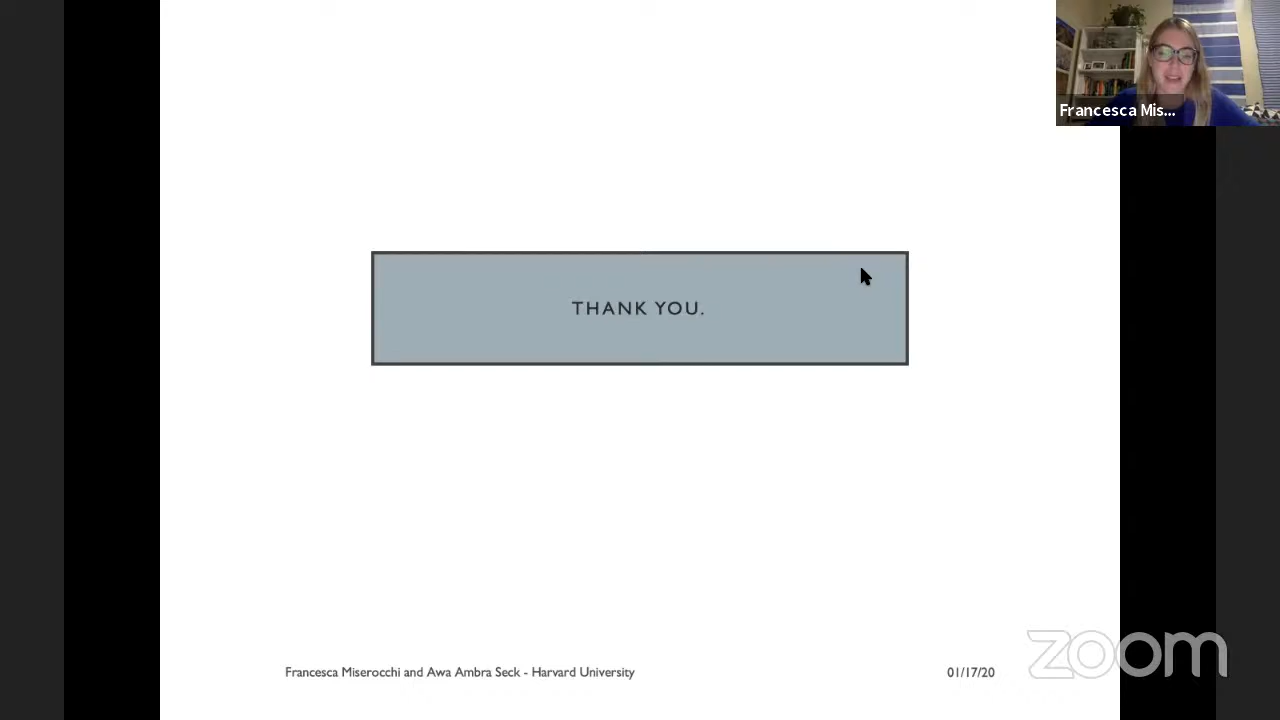 Francesca Mis...
THANK YOU.
Francesca Miserocchi and Awa Ambra Seck - Harvard University
01/17/20
zoom